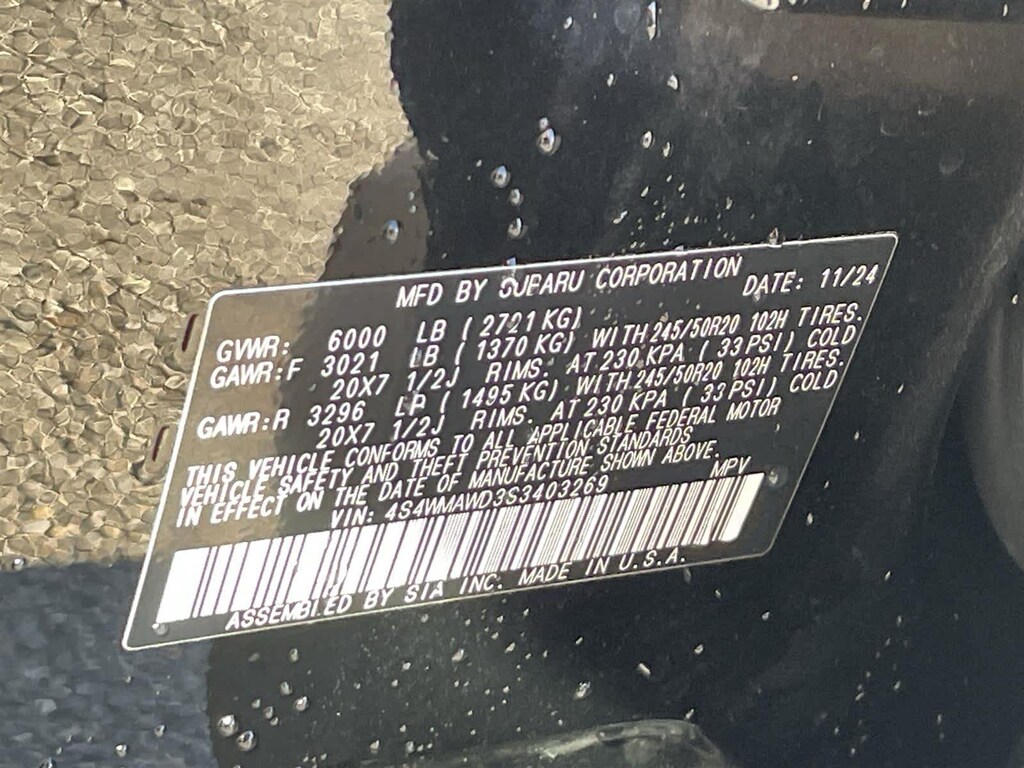 MFD BY SUBARU CORPORATION DATE: 11/24
GVWR: 6000 LB (2721 KG)
GAWR:F 3021 LB (1370 KG) WITH 245/50R20 102H TIRES.
20X7 1/2J RIMS. AT 230 KPA (33 PSI) COLD
GAWR:R 3296 LB (1495 KG) WITH 245/50R20 102H TIRES.
20X7 1/2J RIMS. AT 230 KPA (33 PSI) COLD
THIS VEHICLE CONFORMS TO ALL APPLICABLE FEDERAL MOTOR
VEHICLE SAFETY AND THEFT PREVENTION STANDARDS
IN EFFECT ON THE DATE OF MANUFACTURE SHOWN ABOVE.
VIN: 4S4WMAWD3S3403269 MPV
ASSEMBLED BY SIA INC. MADE IN U.S.A.